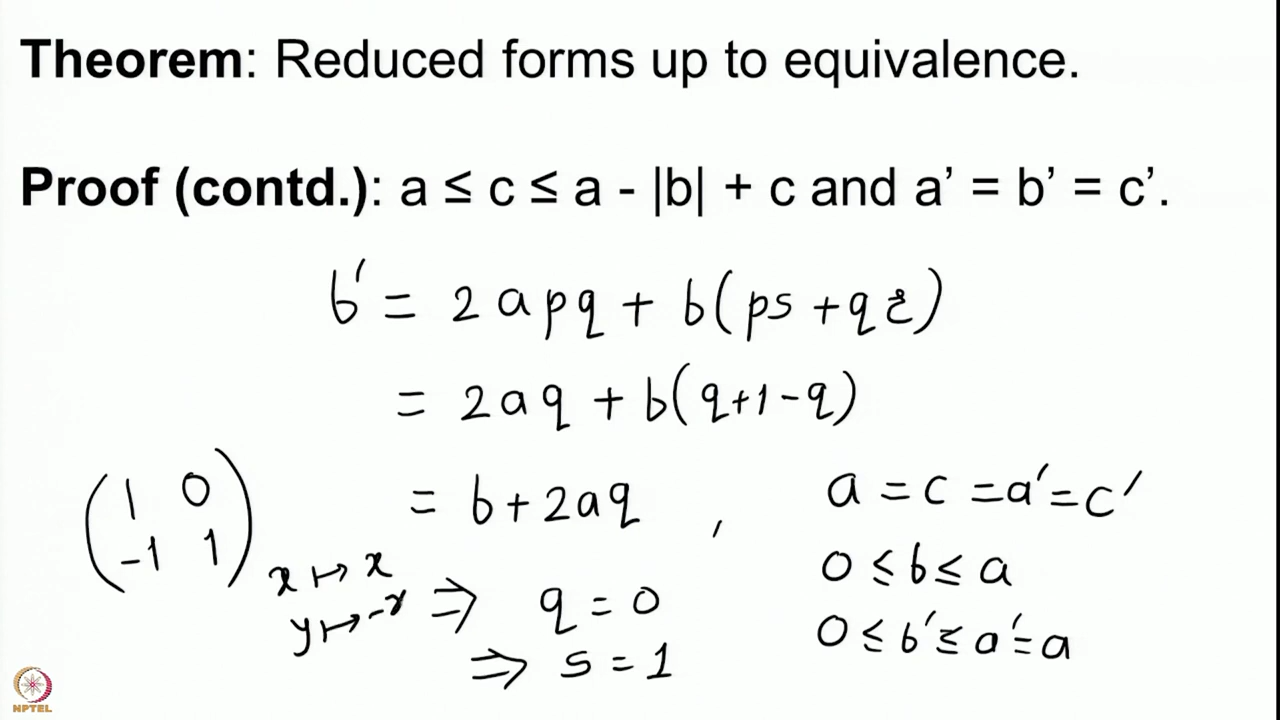 Theorem: Reduced forms up to equivalence.
Proof (contd.): a ≤ c ≤ a - |b| + c and a’ = b’ = c’.
b′ = 2apq + b(ps + qr)
= 2aq + b(q+1-q)
= b + 2aq ,
a = c = a′ = c′
(1 0
-1 1)
x ↦ x
y ↦ -x
⇒ q = 0
⇒ s = 1
0 ≤ b ≤ a
0 ≤ b′ ≤ a′ = a
NPTEL